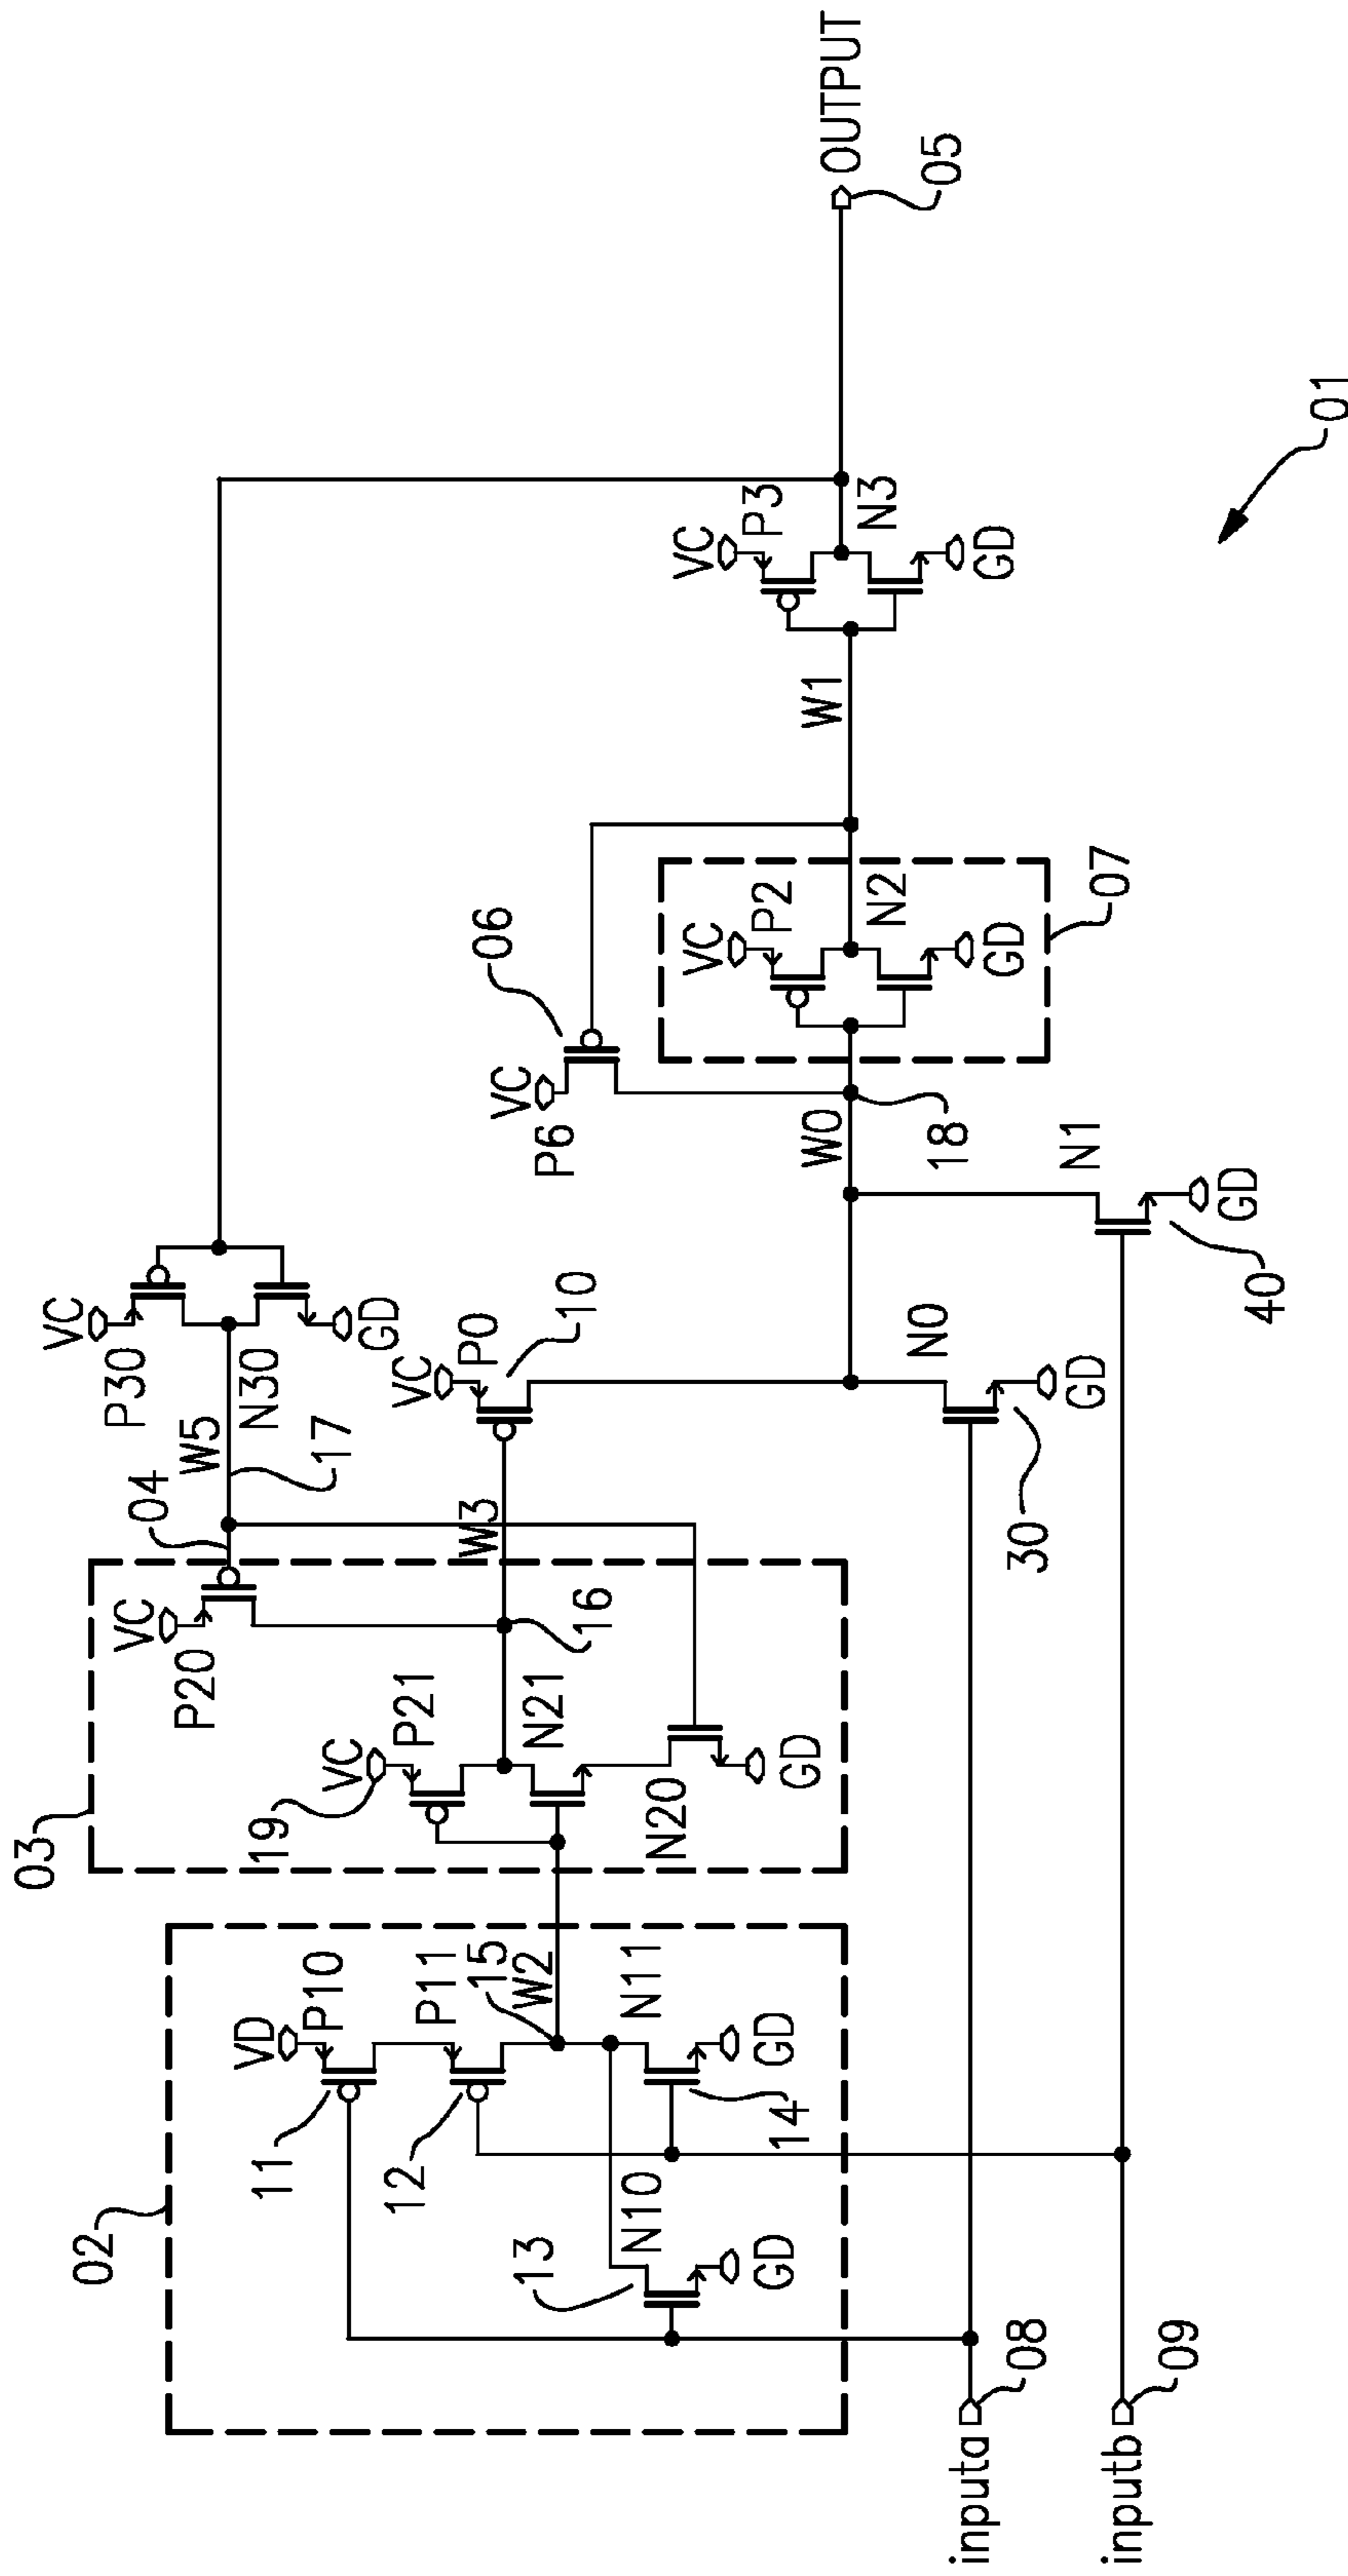 03
VC
P20
04
W5
17
VC
P30
N30
GD
02
VD
P10
11
P11
12
15
W2
N11
14
GD
N10
13
GD
VC
19
P21
N21
N20
GD
16
W3
VC
P0
10
N0
30
GD
N1
40
GD
VC
P6
06
W0
18
VC
P2
N2
GD
07
W1
VC
P3
N3
GD
OUTPUT
05
01
inputa
08
inputb
09